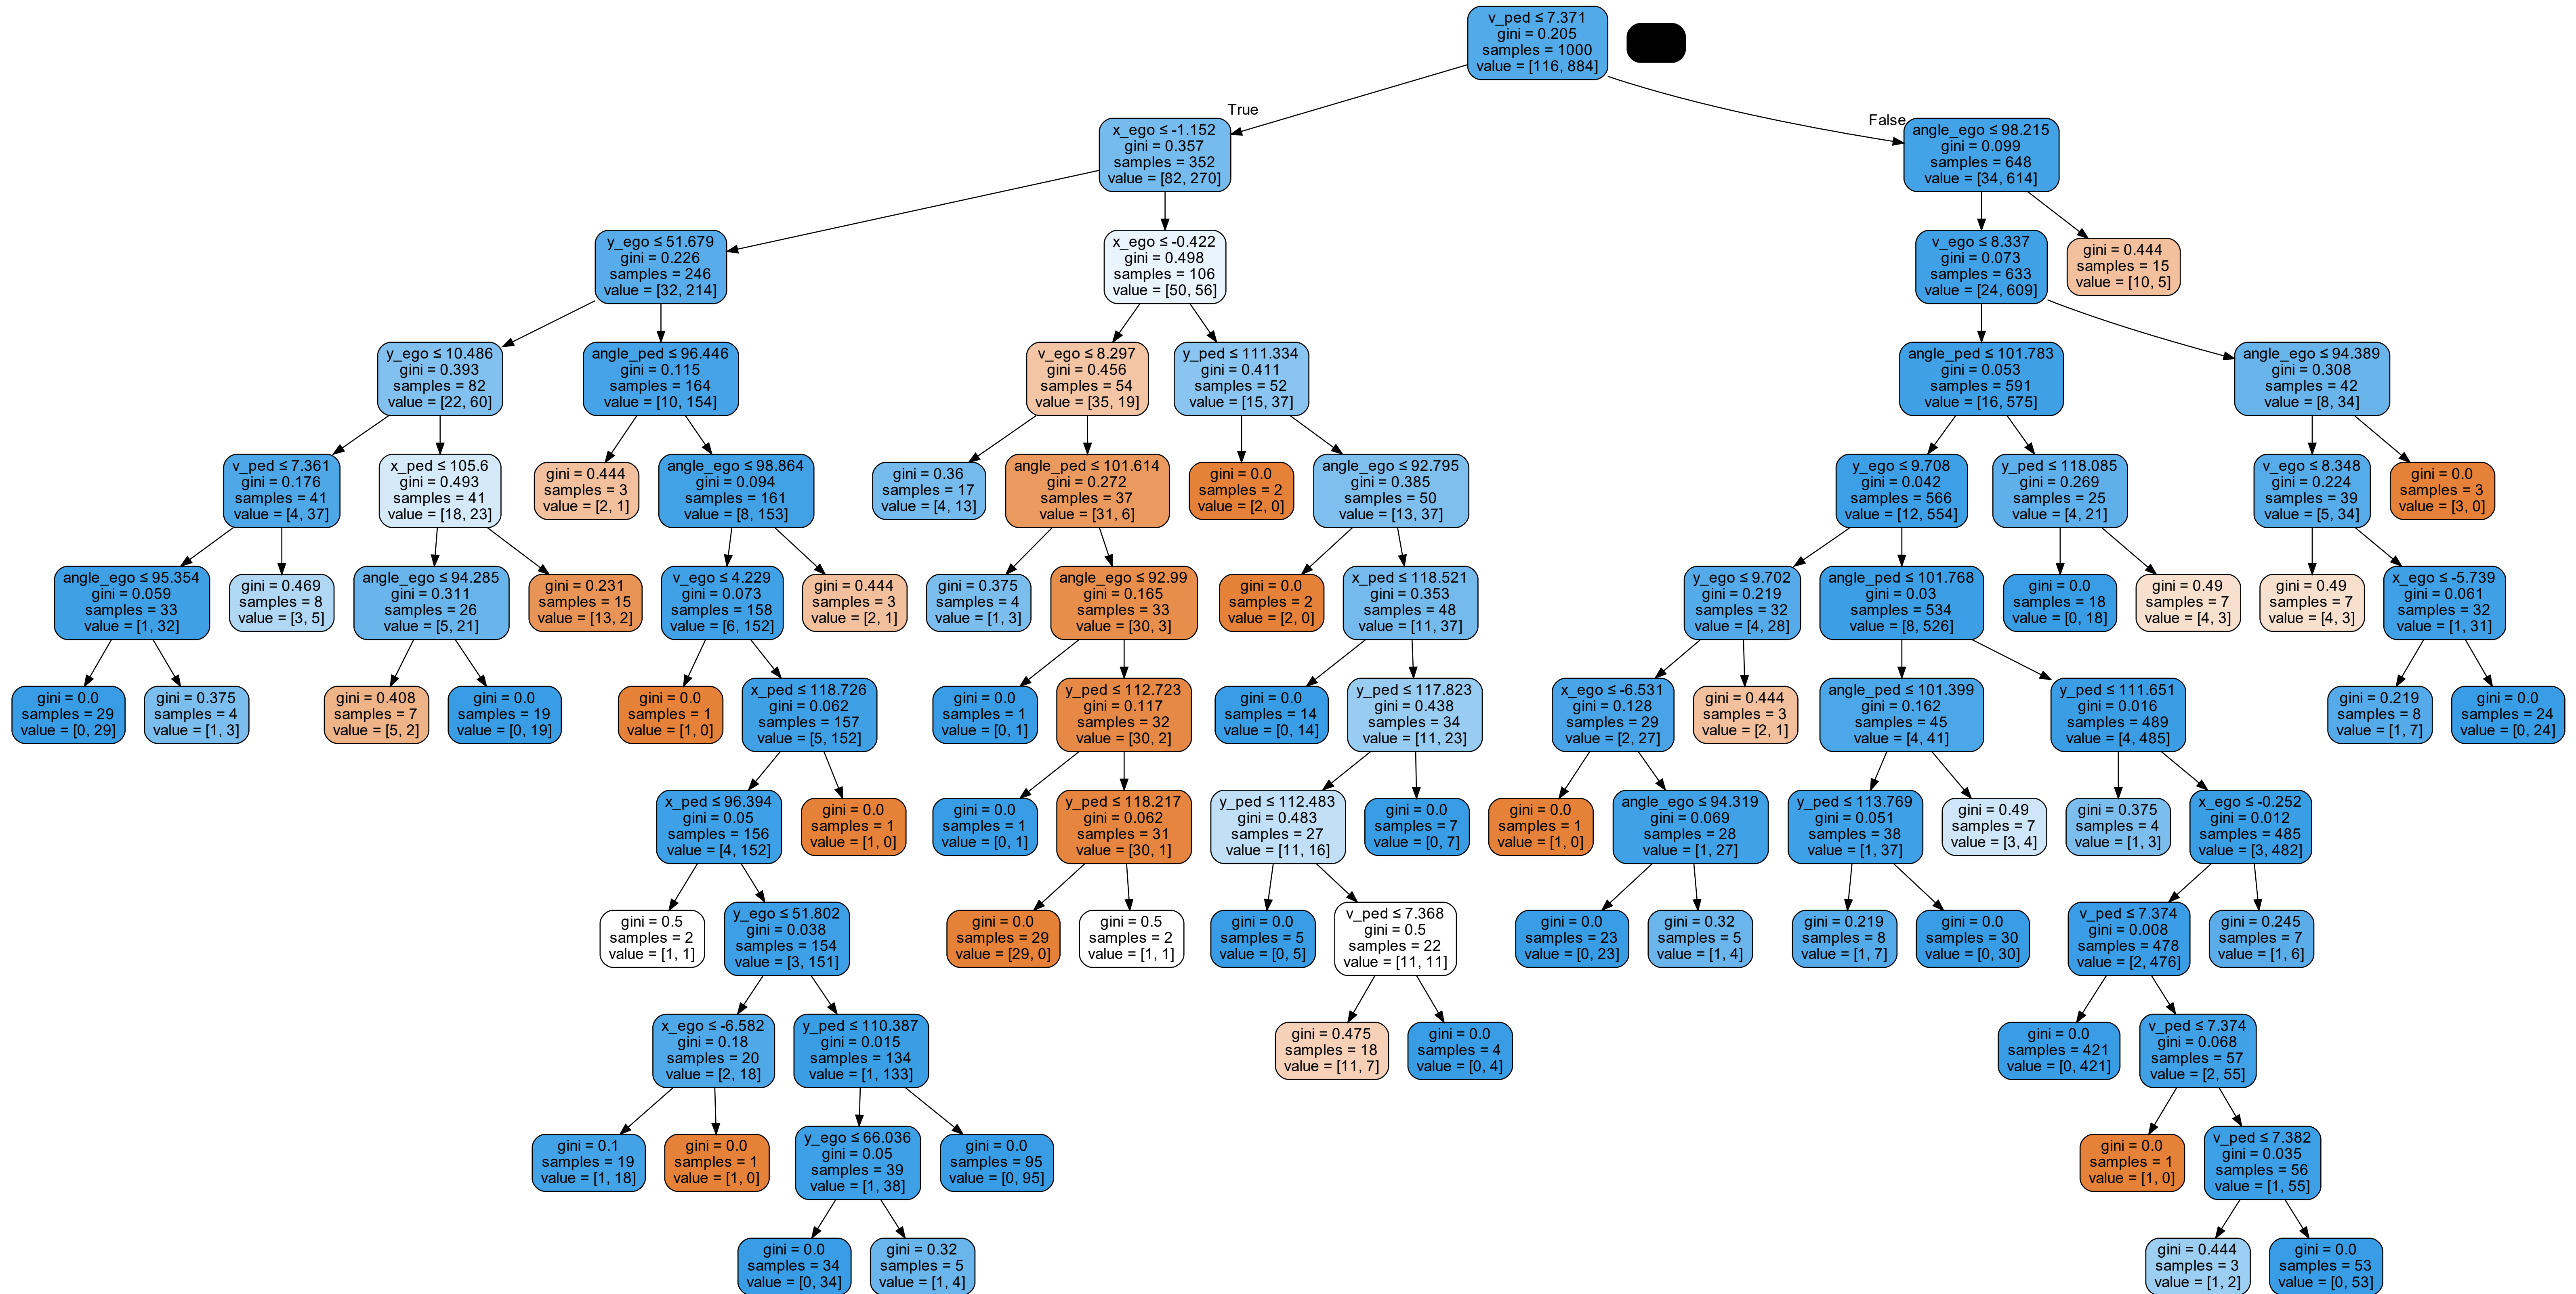 v_ped ≤ 7.371
gini = 0.205
samples = 1000
value = [116, 884]
True
False
x_ego ≤ -1.152
gini = 0.357
samples = 352
value = [82, 270]
angle_ego ≤ 98.215
gini = 0.099
samples = 648
value = [34, 614]
y_ego ≤ 51.679
gini = 0.226
samples = 246
value = [32, 214]
x_ego ≤ -0.422
gini = 0.498
samples = 106
value = [50, 56]
v_ego ≤ 8.337
gini = 0.073
samples = 633
value = [24, 609]
gini = 0.444
samples = 15
value = [10, 5]
y_ego ≤ 10.486
gini = 0.393
samples = 82
value = [22, 60]
angle_ped ≤ 96.446
gini = 0.115
samples = 164
value = [10, 154]
v_ego ≤ 8.297
gini = 0.456
samples = 54
value = [35, 19]
y_ped ≤ 111.334
gini = 0.411
samples = 52
value = [15, 37]
angle_ped ≤ 101.783
gini = 0.053
samples = 591
value = [16, 575]
angle_ego ≤ 94.389
gini = 0.308
samples = 42
value = [8, 34]
v_ped ≤ 7.361
gini = 0.176
samples = 41
value = [4, 37]
x_ped ≤ 105.6
gini = 0.493
samples = 41
value = [18, 23]
gini = 0.444
samples = 3
value = [2, 1]
angle_ego ≤ 98.864
gini = 0.094
samples = 161
value = [8, 153]
gini = 0.36
samples = 17
value = [4, 13]
angle_ped ≤ 101.614
gini = 0.272
samples = 37
value = [31, 6]
gini = 0.0
samples = 2
value = [2, 0]
angle_ego ≤ 92.795
gini = 0.385
samples = 50
value = [13, 37]
y_ego ≤ 9.708
gini = 0.042
samples = 566
value = [12, 554]
y_ped ≤ 118.085
gini = 0.269
samples = 25
value = [4, 21]
v_ego ≤ 8.348
gini = 0.224
samples = 39
value = [5, 34]
gini = 0.0
samples = 3
value = [3, 0]
angle_ego ≤ 95.354
gini = 0.059
samples = 33
value = [1, 32]
gini = 0.469
samples = 8
value = [3, 5]
angle_ego ≤ 94.285
gini = 0.311
samples = 26
value = [5, 21]
gini = 0.231
samples = 15
value = [13, 2]
v_ego ≤ 4.229
gini = 0.073
samples = 158
value = [6, 152]
gini = 0.444
samples = 3
value = [2, 1]
gini = 0.375
samples = 4
value = [1, 3]
angle_ego ≤ 92.99
gini = 0.165
samples = 33
value = [30, 3]
gini = 0.0
samples = 2
value = [2, 0]
x_ped ≤ 118.521
gini = 0.353
samples = 48
value = [11, 37]
y_ego ≤ 9.702
gini = 0.219
samples = 32
value = [4, 28]
angle_ped ≤ 101.768
gini = 0.03
samples = 534
value = [8, 526]
gini = 0.0
samples = 18
value = [0, 18]
gini = 0.49
samples = 7
value = [4, 3]
gini = 0.49
samples = 7
value = [4, 3]
x_ego ≤ -5.739
gini = 0.061
samples = 32
value = [1, 31]
gini = 0.0
samples = 29
value = [0, 29]
gini = 0.375
samples = 4
value = [1, 3]
gini = 0.408
samples = 7
value = [5, 2]
gini = 0.0
samples = 19
value = [0, 19]
gini = 0.0
samples = 1
value = [1, 0]
x_ped ≤ 118.726
gini = 0.062
samples = 157
value = [5, 152]
gini = 0.0
samples = 1
value = [0, 1]
y_ped ≤ 112.723
gini = 0.117
samples = 32
value = [30, 2]
gini = 0.0
samples = 14
value = [0, 14]
y_ped ≤ 117.823
gini = 0.438
samples = 34
value = [11, 23]
x_ego ≤ -6.531
gini = 0.128
samples = 29
value = [2, 27]
gini = 0.444
samples = 3
value = [2, 1]
angle_ped ≤ 101.399
gini = 0.162
samples = 45
value = [4, 41]
y_ped ≤ 111.651
gini = 0.016
samples = 489
value = [4, 485]
gini = 0.219
samples = 8
value = [1, 7]
gini = 0.0
samples = 24
value = [0, 24]
x_ped ≤ 96.394
gini = 0.05
samples = 156
value = [4, 152]
gini = 0.0
samples = 1
value = [1, 0]
gini = 0.0
samples = 1
value = [0, 1]
y_ped ≤ 118.217
gini = 0.062
samples = 31
value = [30, 1]
y_ped ≤ 112.483
gini = 0.483
samples = 27
value = [11, 16]
gini = 0.0
samples = 7
value = [0, 7]
gini = 0.0
samples = 1
value = [1, 0]
angle_ego ≤ 94.319
gini = 0.069
samples = 28
value = [1, 27]
y_ped ≤ 113.769
gini = 0.051
samples = 38
value = [1, 37]
gini = 0.49
samples = 7
value = [3, 4]
gini = 0.375
samples = 4
value = [1, 3]
x_ego ≤ -0.252
gini = 0.012
samples = 485
value = [3, 482]
gini = 0.5
samples = 2
value = [1, 1]
y_ego ≤ 51.802
gini = 0.038
samples = 154
value = [3, 151]
gini = 0.0
samples = 29
value = [29, 0]
gini = 0.5
samples = 2
value = [1, 1]
gini = 0.0
samples = 5
value = [0, 5]
v_ped ≤ 7.368
gini = 0.5
samples = 22
value = [11, 11]
gini = 0.0
samples = 23
value = [0, 23]
gini = 0.32
samples = 5
value = [1, 4]
gini = 0.219
samples = 8
value = [1, 7]
gini = 0.0
samples = 30
value = [0, 30]
v_ped ≤ 7.374
gini = 0.008
samples = 478
value = [2, 476]
gini = 0.245
samples = 7
value = [1, 6]
x_ego ≤ -6.582
gini = 0.18
samples = 20
value = [2, 18]
y_ped ≤ 110.387
gini = 0.015
samples = 134
value = [1, 133]
gini = 0.475
samples = 18
value = [11, 7]
gini = 0.0
samples = 4
value = [0, 4]
gini = 0.0
samples = 421
value = [0, 421]
v_ped ≤ 7.374
gini = 0.068
samples = 57
value = [2, 55]
gini = 0.1
samples = 19
value = [1, 18]
gini = 0.0
samples = 1
value = [1, 0]
y_ego ≤ 66.036
gini = 0.05
samples = 39
value = [1, 38]
gini = 0.0
samples = 95
value = [0, 95]
gini = 0.0
samples = 1
value = [1, 0]
v_ped ≤ 7.382
gini = 0.035
samples = 56
value = [1, 55]
gini = 0.0
samples = 34
value = [0, 34]
gini = 0.32
samples = 5
value = [1, 4]
gini = 0.444
samples = 3
value = [1, 2]
gini = 0.0
samples = 53
value = [0, 53]